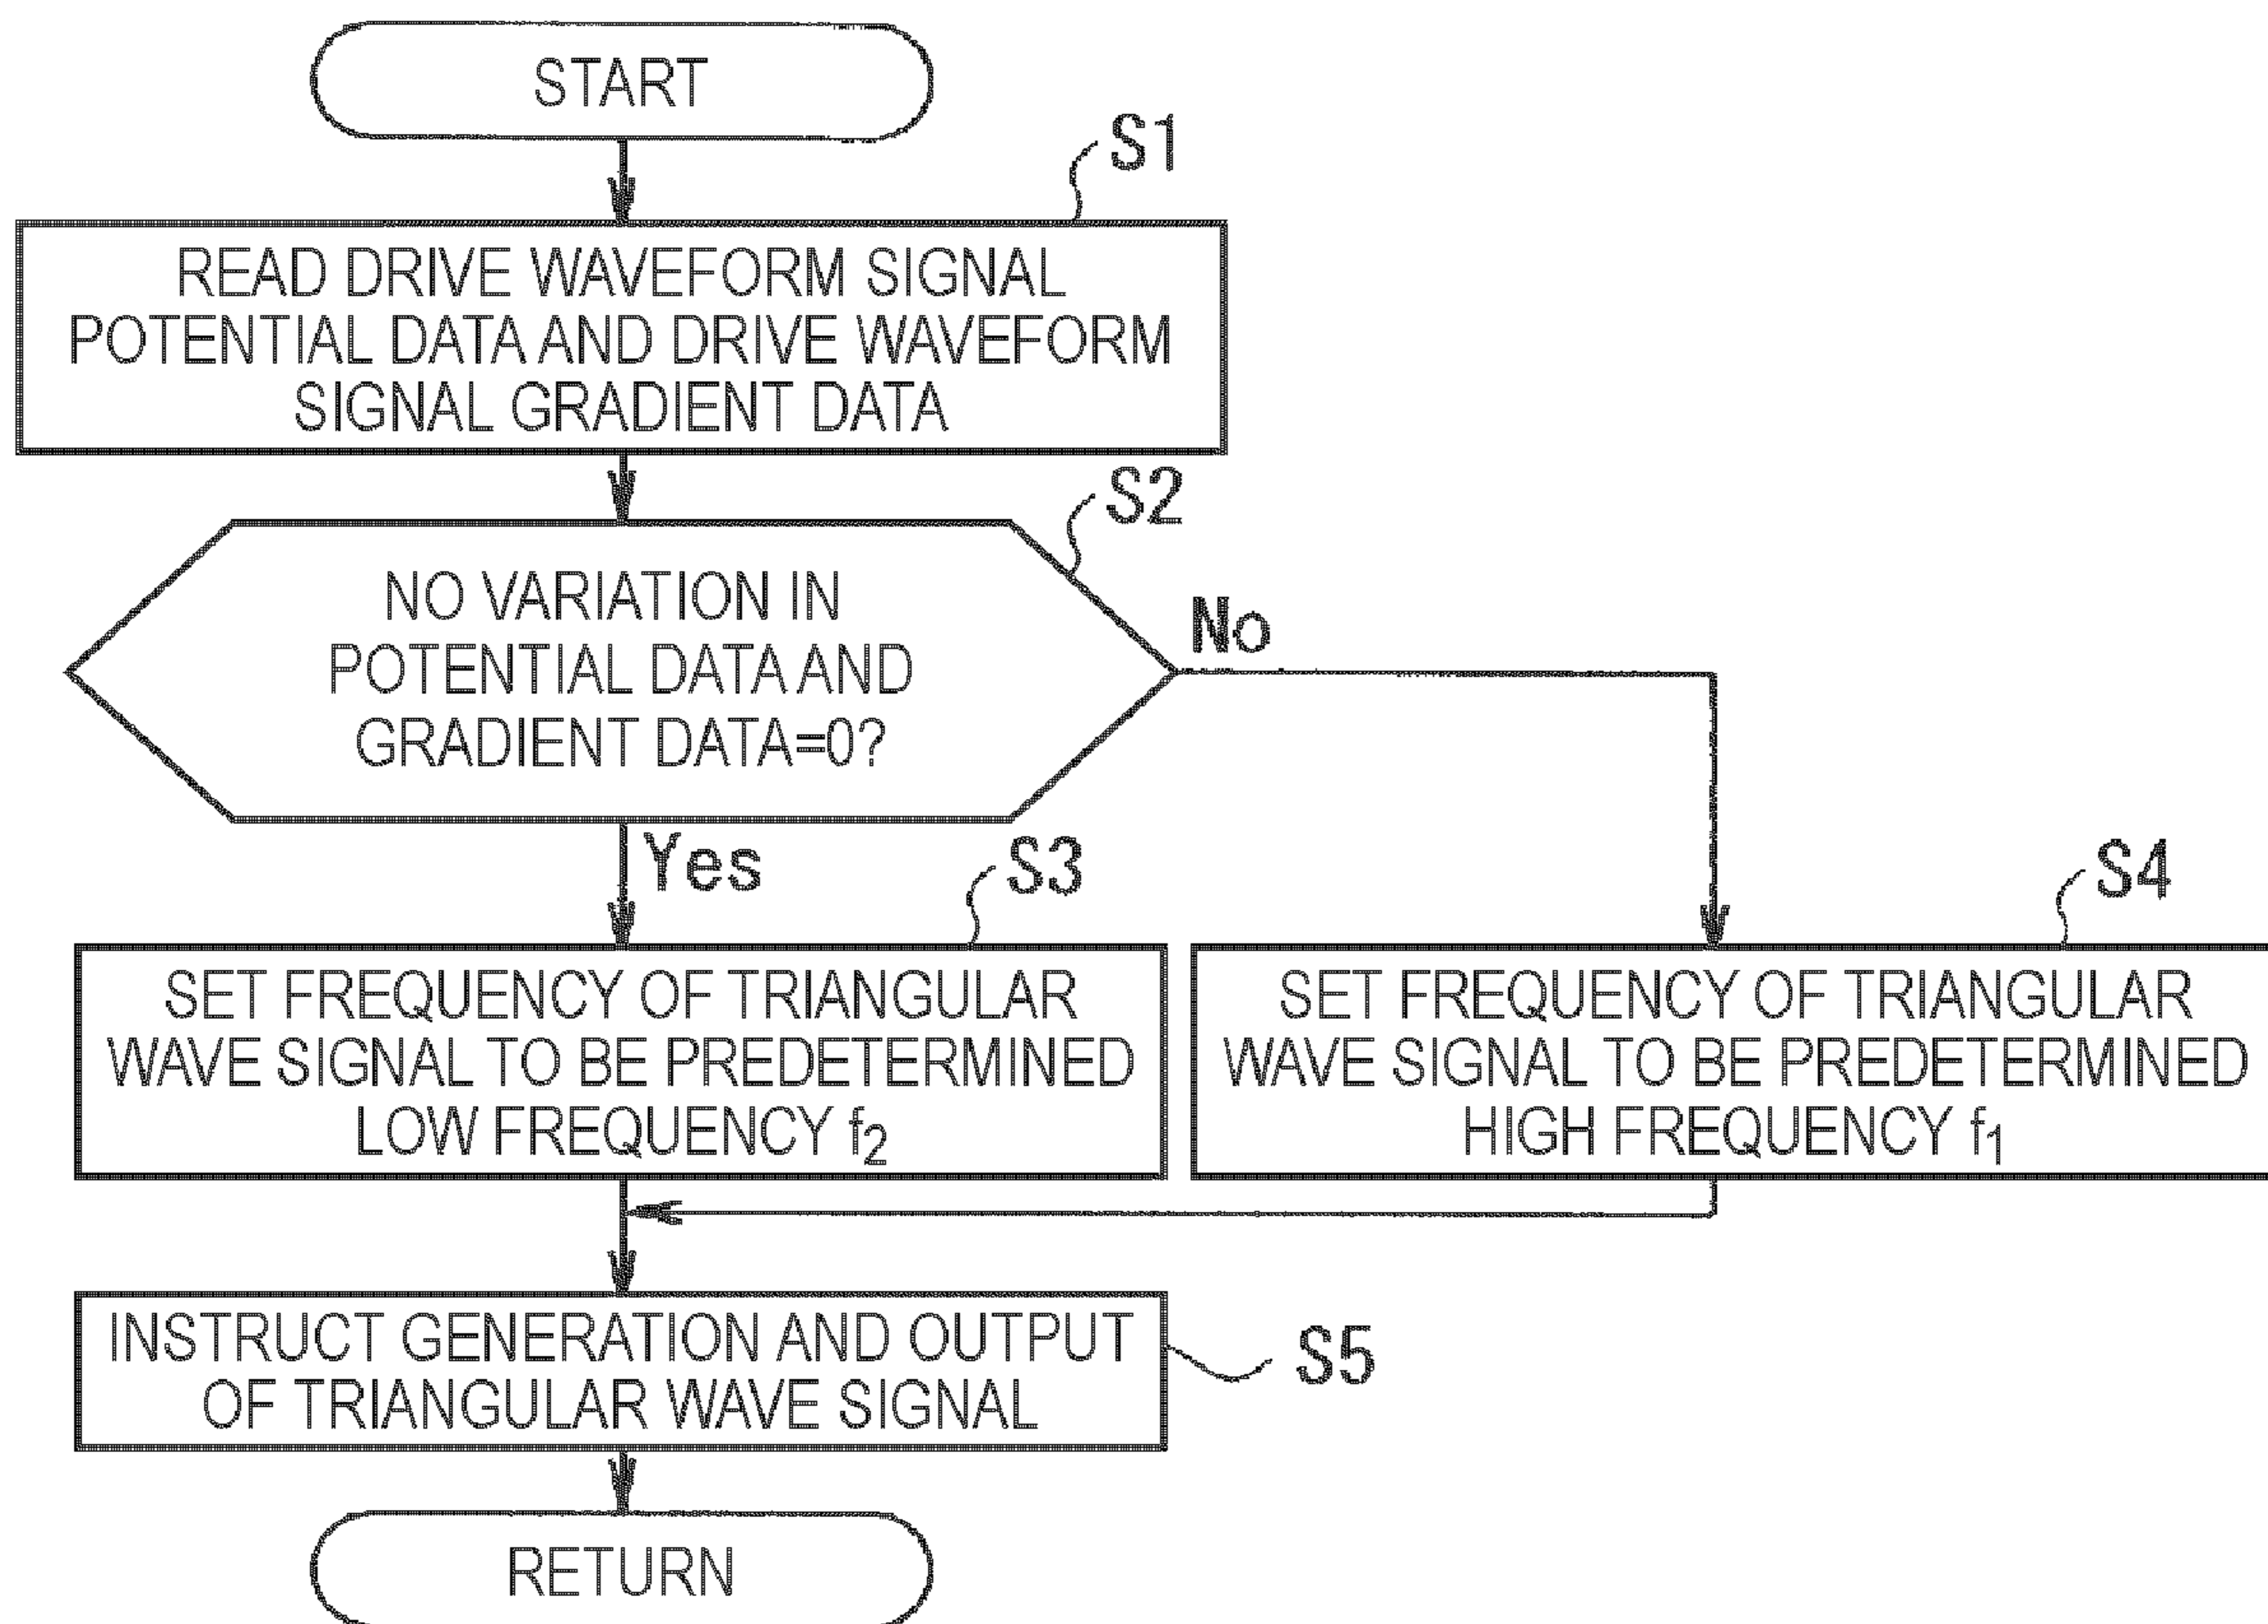 START
S1
READ DRIVE WAVEFORM SIGNAL
POTENTIAL DATA AND DRIVE WAVEFORM
SIGNAL GRADIENT DATA
S2
NO VARIATION IN
POTENTIAL DATA AND
GRADIENT DATA=0?
No
Yes
S3
SET FREQUENCY OF TRIANGULAR
WAVE SIGNAL TO BE PREDETERMINED
LOW FREQUENCY f2
S4
SET FREQUENCY OF TRIANGULAR
WAVE SIGNAL TO BE PREDETERMINED
HIGH FREQUENCY f1
INSTRUCT GENERATION AND OUTPUT
OF TRIANGULAR WAVE SIGNAL
S5
RETURN